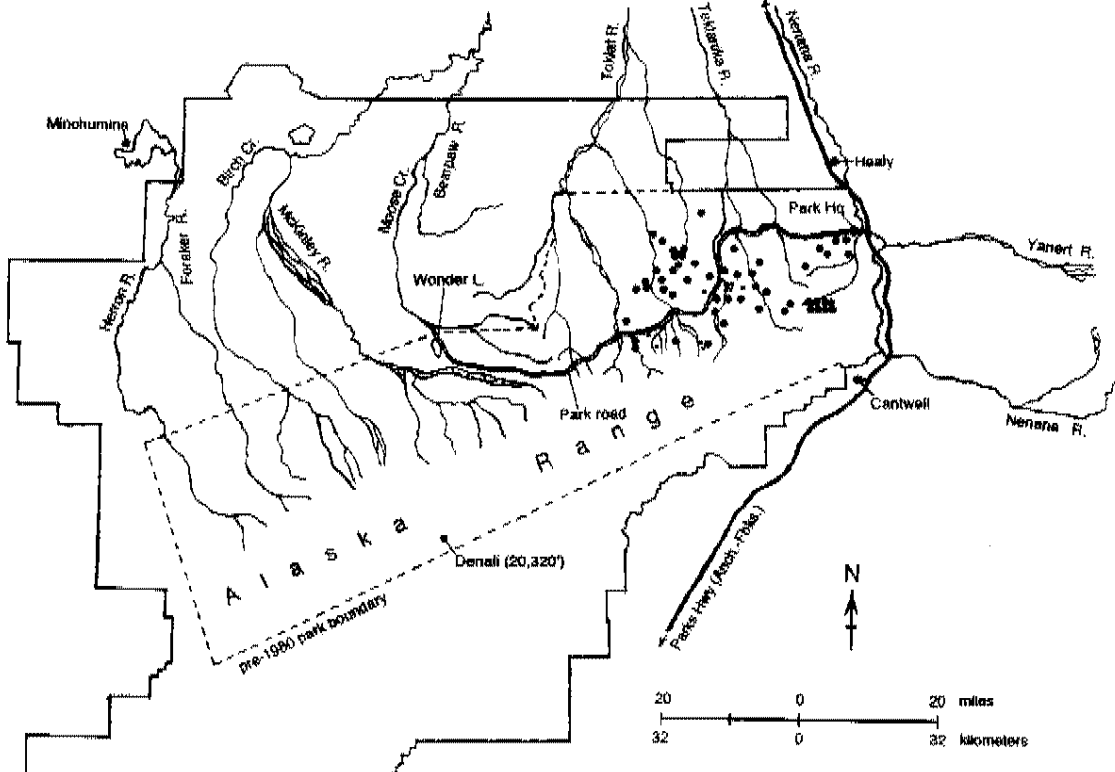 Toklat R.
Teklanika R.
Nenana R.
Minchumina
Birch Cr.
Moose Cr.
Bearpaw R.
Healy
Park Hq
Yanert R.
Herron R.
Foraker R.
McKinley R.
Wonder L.
Park road
Cantwell
Nenana R.
Alaska Range
Denali (20,320')
pre-1980 park boundary
Parks Hwy (Anch.-Fbks.)
N
20 0 20 miles
32 0 32 kilometers